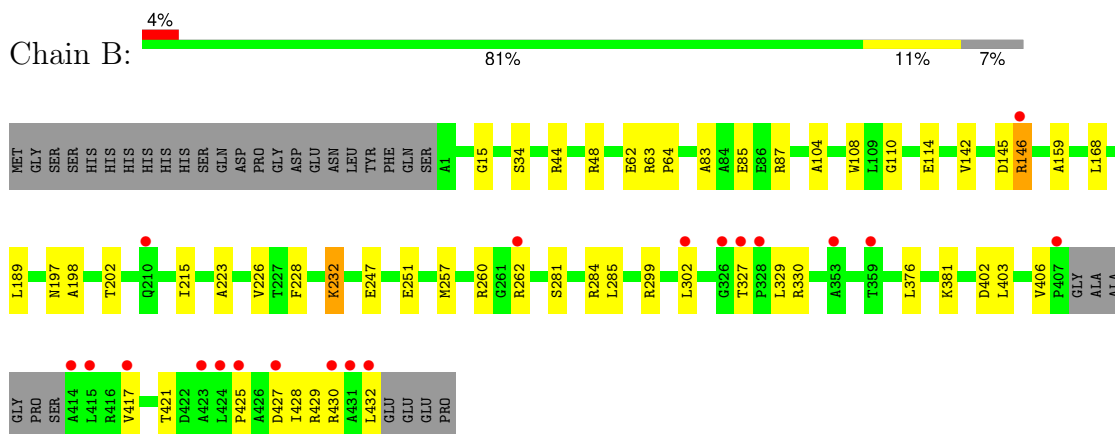 4%
Chain B:
81% 11% 7%
MET GLY SER SER HIS HIS HIS HIS HIS HIS SER GLN ASP PRO GLY ASP GLU ASN LEU TYR PHE GLN SER A1 G15 S34 R44 R48 E62 R63 P64 A83 A84 E85 E86 R87 A104 W108 L109 G110 E114 V142 D145 R146 A159 L168
L189 N197 A198 T202 Q210 I215 A223 V226 T227 F228 K232 E247 E251 M257 R260 G261 R262 S281 R284 L285 R299 L302 G326 T327 P328 L329 R330 A353 T359 L376 K381 D402 L403 V406 P407 GLY ALA ALA
GLY PRO SER A414 L415 R416 V417 T421 D422 A423 L424 P425 A426 D427 I428 R429 R430 A431 L432 GLU GLU GLU PRO